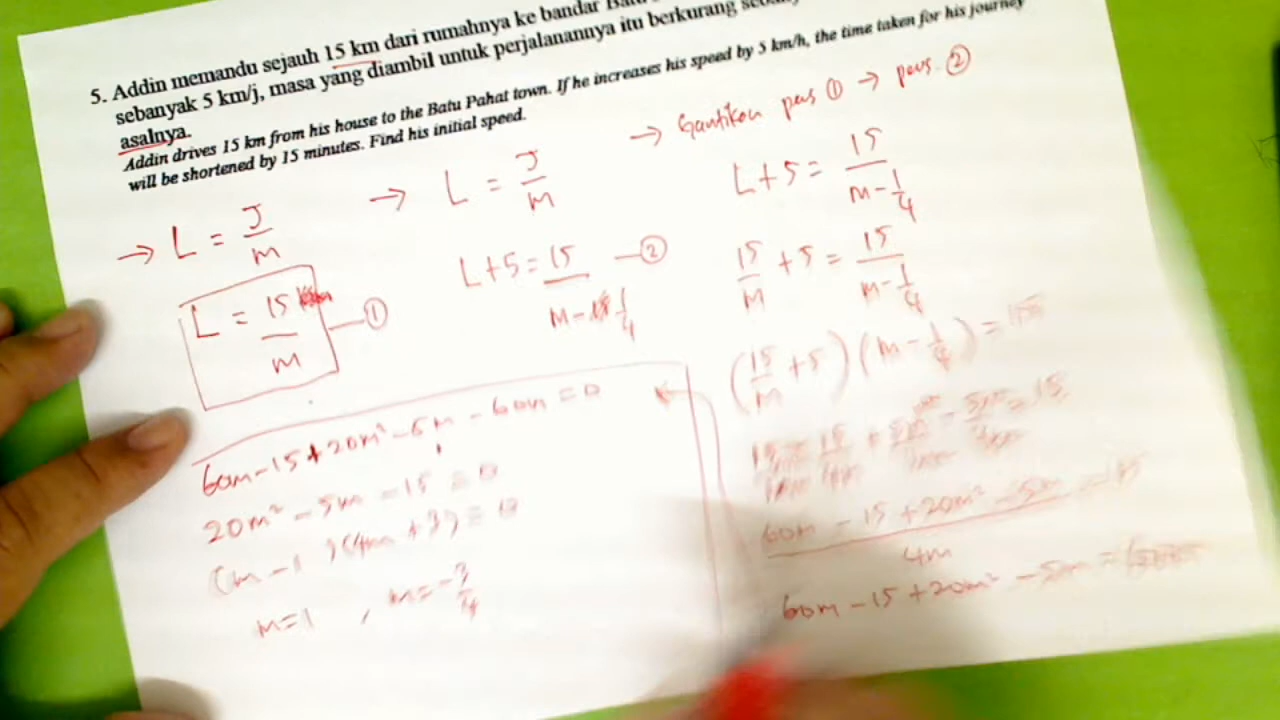 5. Addin memandu sejauh 15 km dari rumahnya ke bandar
sebanyak 5 km/j, masa yang diambil untuk perjalanannya itu berkurang
asalnya.
Addin drives 15 km from his house to the Batu Pahat town. If he increases his speed by 5 km/h, the time taken for his journey
will be shortened by 15 minutes. Find his initial speed.
→ L = J/m
L = 15/m —①
→ L = J/m
L+5 = 15/(m - 1/4) —②
→ Gantikan pers ① → pers ②
L+5 = 15/(m - 1/4)
15/m + 5 = 15/(m - 1/4)
(15/m + 5)(m - 1/4) = 15
(60m - 15 + 20m² - 5m)/4m = 15
60m - 15 + 20m² - 5m =
60m - 15 + 20m² - 5m - 60m = 0
20m² - 5m - 15 = 0
(m - 1)(4m + 3) = 0
m = 1 , m = -3/4